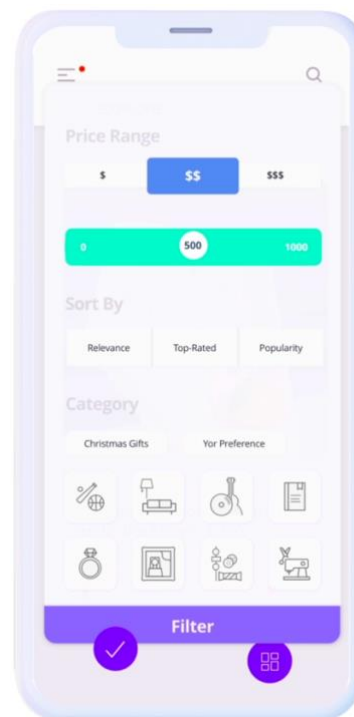 Price Range
$ $$ $$$
0 500 1000
Sort By
Relevance Top-Rated Popularity
Category
Christmas Gifts Yor Preference
Filter